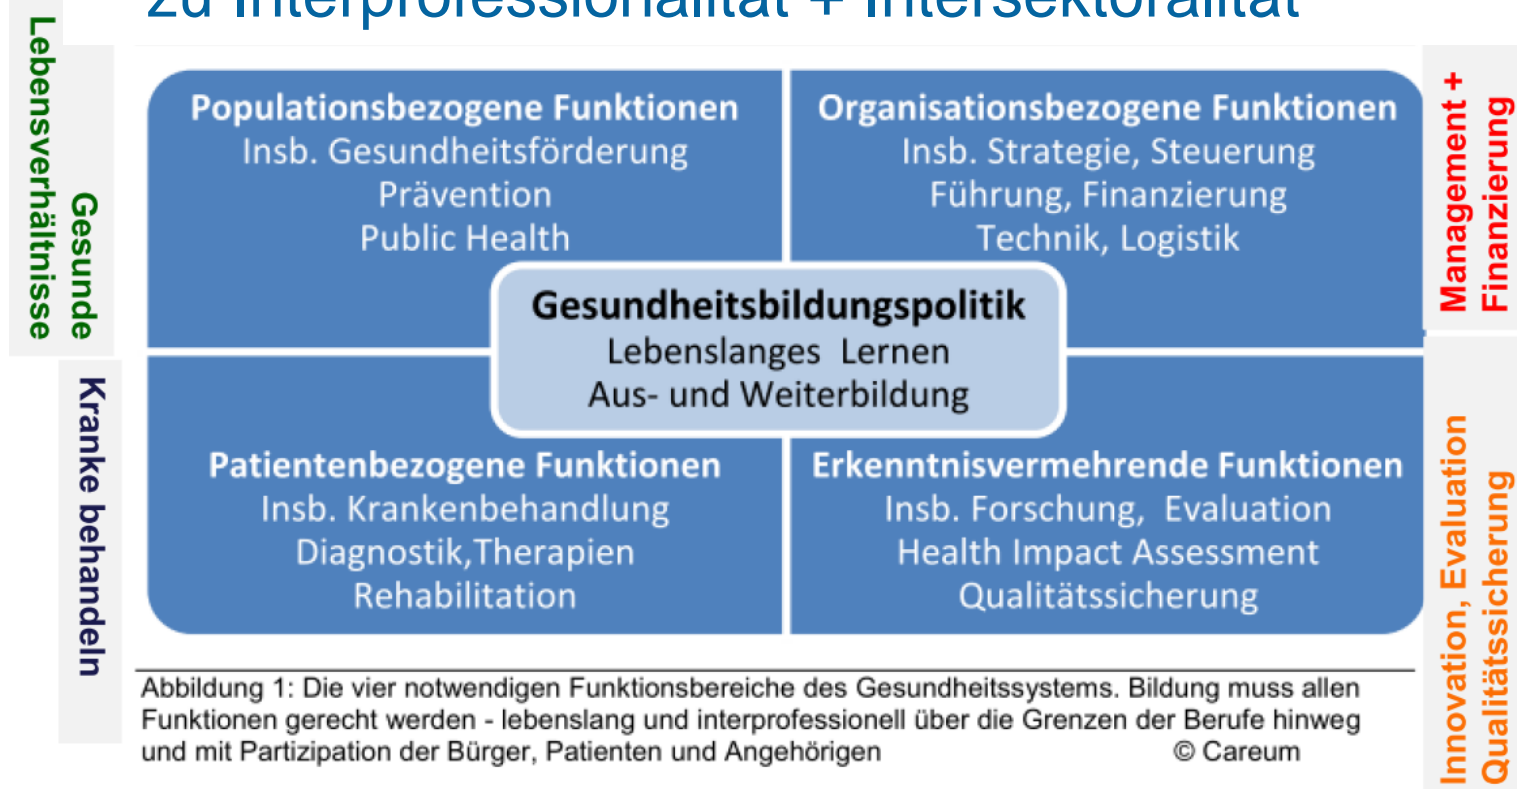 zu Interprofessionalität + Intersektoralität
Gesunde
Lebensverhältnisse
Populationsbezogene Funktionen
Insb. Gesundheitsförderung
Prävention
Public Health
Organisationsbezogene Funktionen
Insb. Strategie, Steuerung
Führung, Finanzierung
Technik, Logistik
Management +
Finanzierung
Gesundheitsbildungspolitik
Lebenslanges Lernen
Aus- und Weiterbildung
Kranke behandeln
Patientenbezogene Funktionen
Insb. Krankenbehandlung
Diagnostik,Therapien
Rehabilitation
Erkenntnisvermehrende Funktionen
Insb. Forschung, Evaluation
Health Impact Assessment
Qualitätssicherung
Innovation, Evaluation
Qualitätssicherung
Abbildung 1: Die vier notwendigen Funktionsbereiche des Gesundheitssystems. Bildung muss allen
Funktionen gerecht werden - lebenslang und interprofessionell über die Grenzen der Berufe hinweg
und mit Partizipation der Bürger, Patienten und Angehörigen © Careum